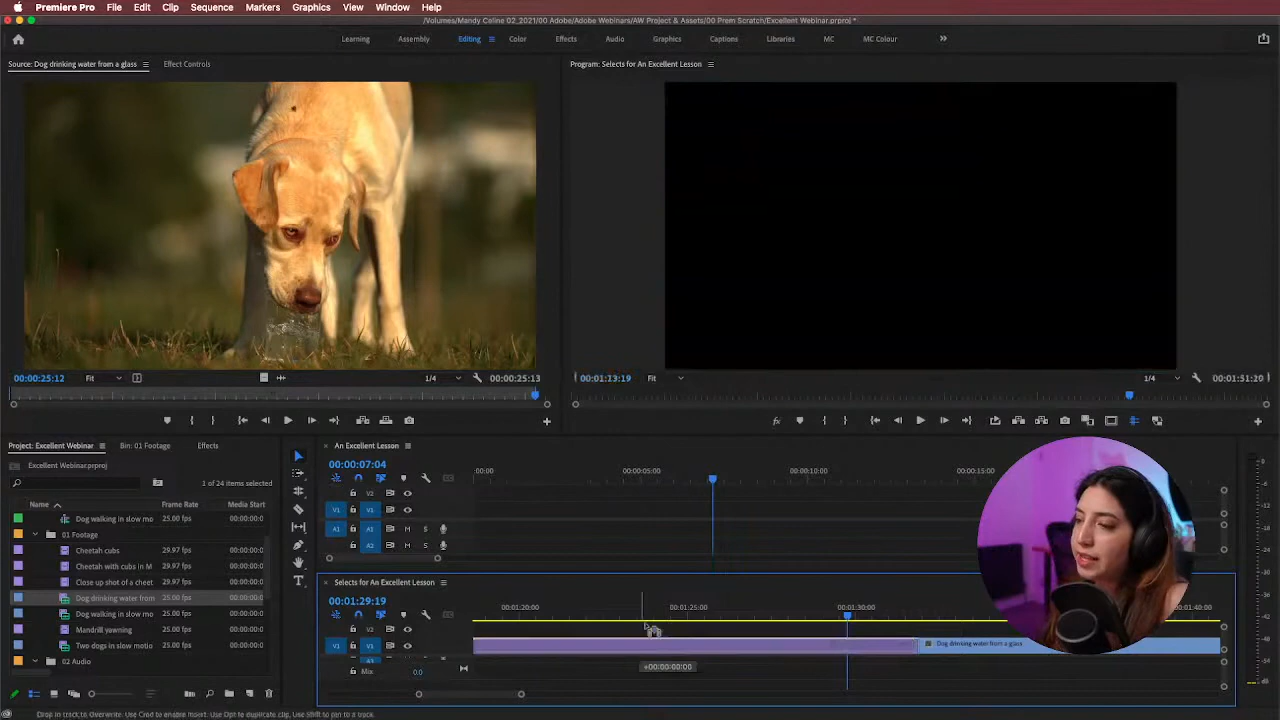 Premiere Pro File Edit Clip Sequence Markers Graphics View Window Help
/Volumes/Mandy Celine 02_2021/00 Adobe/Adobe Webinars/AW Project & Assets/00 Prem Scratch/Excellent Webinar.prproj *
Learning Assembly Editing Color Effects Audio Graphics Captions Libraries MC MC Colour
Source: Dog drinking water from a glass Effect Controls
Program: Selects for An Excellent Lesson
00:00:25:12 Fit 1/4 00:00:25:13
00:01:13:19 Fit 1/4 00:01:51:20
Project: Excellent Webinar Bin: 01 Footage Effects
Excellent Webinar.prproj
1 of 24 items selected
Name Frame Rate Media Start
Dog walking in slow mo 25.00 fps 00:00:00:0
01 Footage
Cheetah cubs 29.97 fps 00:00:00:0
Cheetah with cubs in M 29.97 fps 00:00:00:0
Close up shot of a cheet 29.97 fps 00:00:00:0
Dog drinking water from 25.00 fps 00:00:00:0
Dog walking in slow mo 25.00 fps 00:00:00:0
Mandrill yawning 25.00 fps 00:00:00:0
Two dogs in slow motio 25.00 fps 00:00:00:0
02 Audio
An Excellent Lesson
00:00:07:04
:00:00 00:00:05:00 00:00:10:00 00:00:15:00
V2
V1 V1
A1 A1 M S
A2 M S
Selects for An Excellent Lesson
00:01:29:19
00:01:20:00 00:01:25:00 00:01:30:00 00:01:40:00
V2
V1 V1
Dog drinking water from a glass
Mix 0.0
+00:00:00:00
Drop in track to Overwrite. Use Cmd to enable insert. Use Opt to duplicate clip. Use Shift to pin to a track.